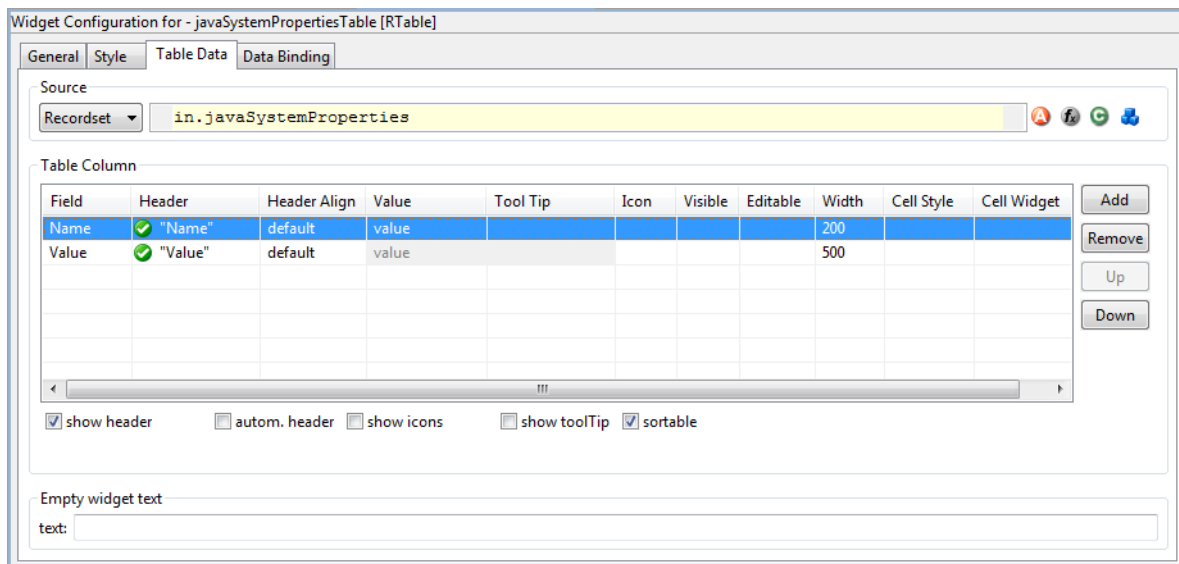 Widget Configuration for - javaSystemPropertiesTable [RTable]
General Style Table Data Data Binding
Source
Recordset in.javaSystemProperties A fx C
Table Column
Field Header Header Align Value Tool Tip Icon Visible Editable Width Cell Style Cell Widget Add
Name "Name" default value 200
Remove
Value "Value" default value 500
Up
Down
show header autom. header show icons show toolTip sortable
Empty widget text
text: